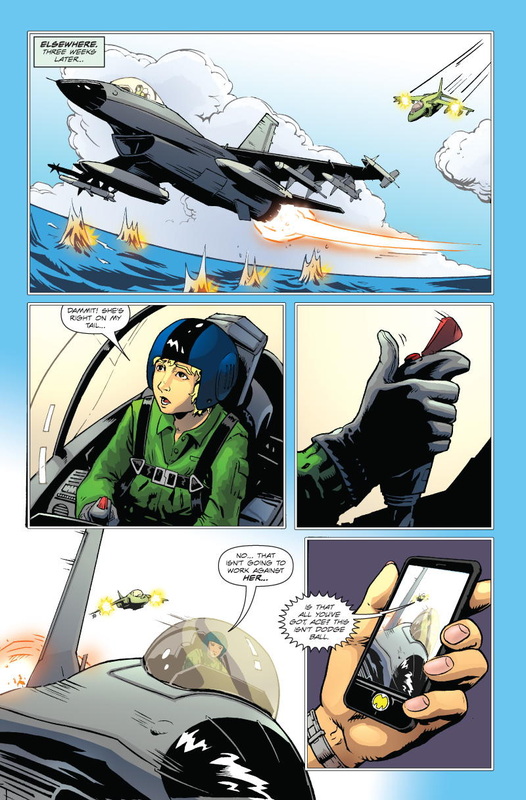 ELSEWHERE.
THREE WEEKS
LATER...
DAMMIT! SHE'S
RIGHT ON MY
TAIL...
NO... THAT
ISN'T GOING TO
WORK AGAINST
HER...
IS THAT
ALL YOU'VE
GOT, ACE? THIS
ISN'T DODGE
BALL.